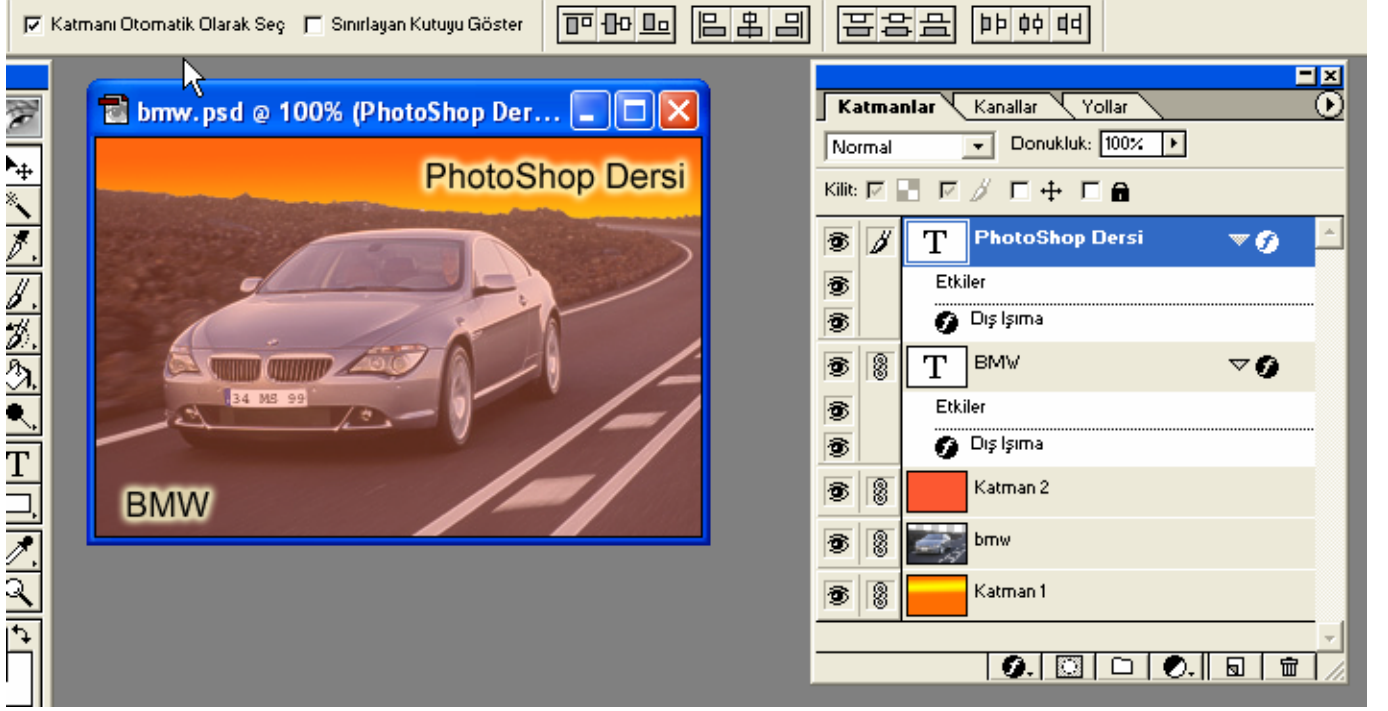 Katmanı Otomatik Olarak Seç Sınırlayan Kutuyu Göster
bmw.psd @ 100% (PhotoShop Der...
PhotoShop Dersi
34 MS 99
BMW
Katmanlar Kanallar Yollar
Normal Donukluk: 100%
Kilit:
T PhotoShop Dersi
Etkiler
Dış Işıma
T BMW
Etkiler
Dış Işıma
Katman 2
bmw
Katman 1
T